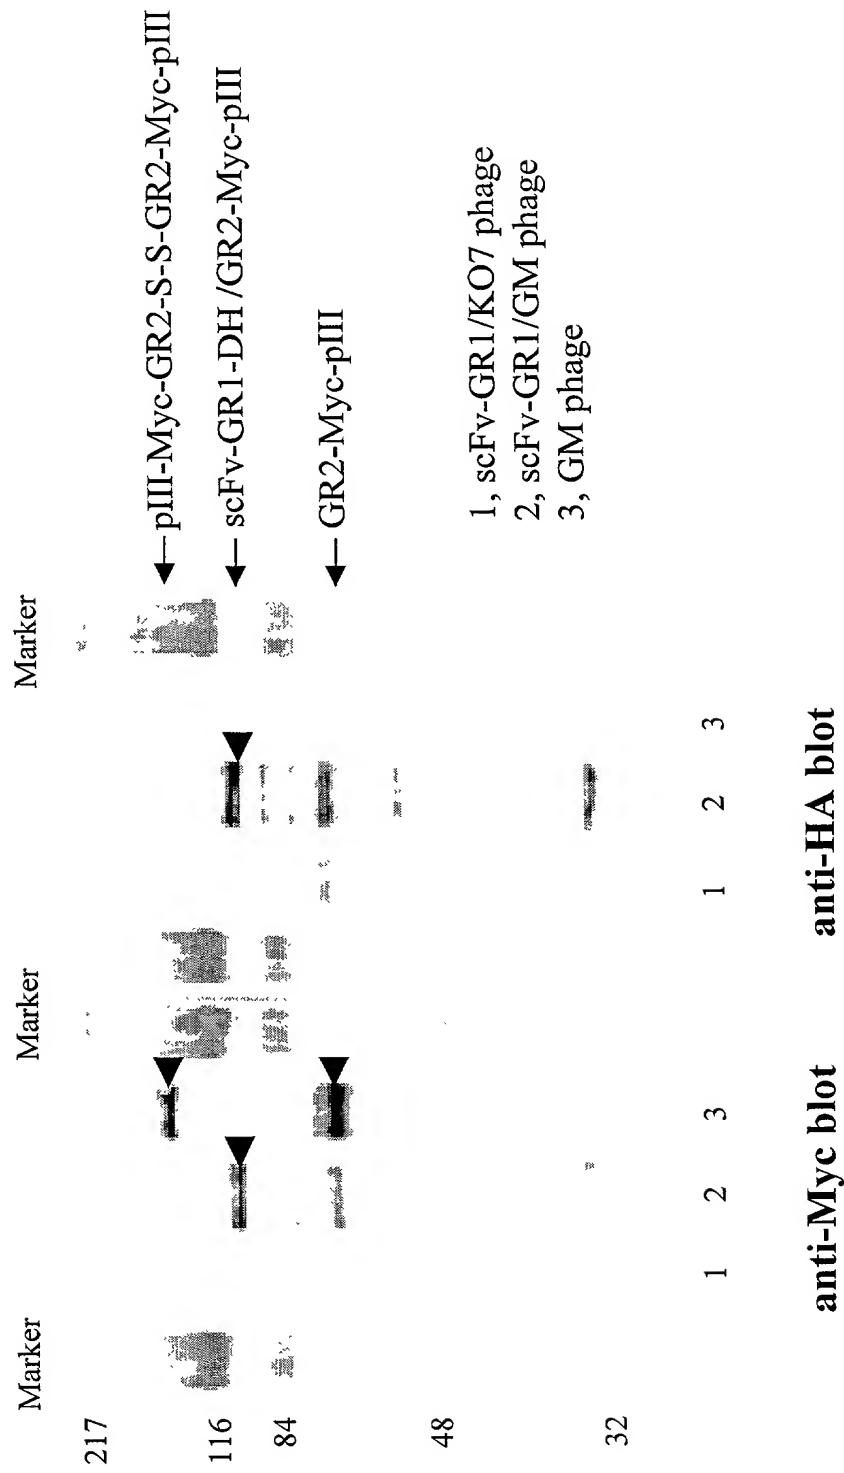 Marker
Marker
Marker
217
116
84
48
32
pIII-Myc-GR2-S-S-GR2-Myc-pIII
scFv-GR1-DH /GR2-Myc-pIII
GR2-Myc-pIII
1, scFv-GR1/KO7 phage
2, scFv-GR1/GM phage
3, GM phage
1 2 3
1 2 3
anti-Myc blot
anti-HA blot